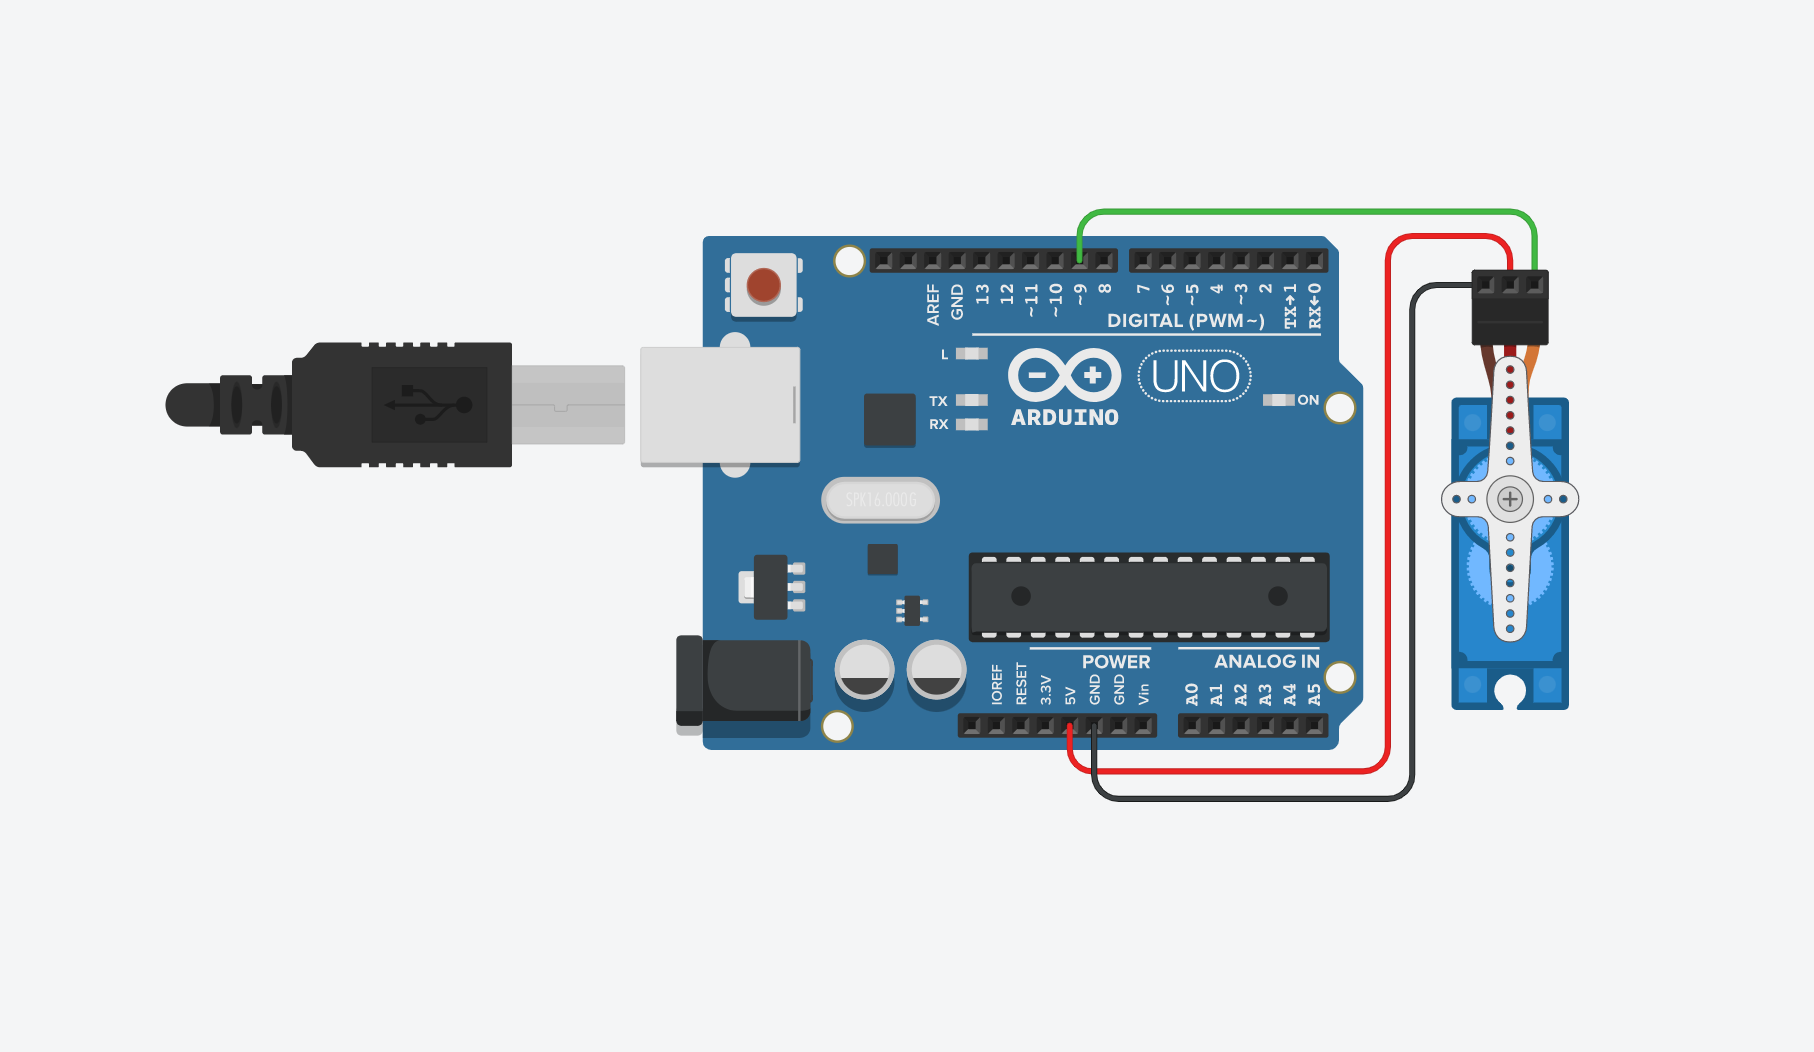 AREF
GND
13
12
~11
~10
~9
8
7
~6
~5
4
~3
2
TX→1
RX←0
DIGITAL (PWM~)
L
TX
RX
UNO
ON
ARDUINO
SPK16.000G
POWER
ANALOG IN
IOREF
RESET
3.3V
5V
GND
GND
Vin
A0
A1
A2
A3
A4
A5